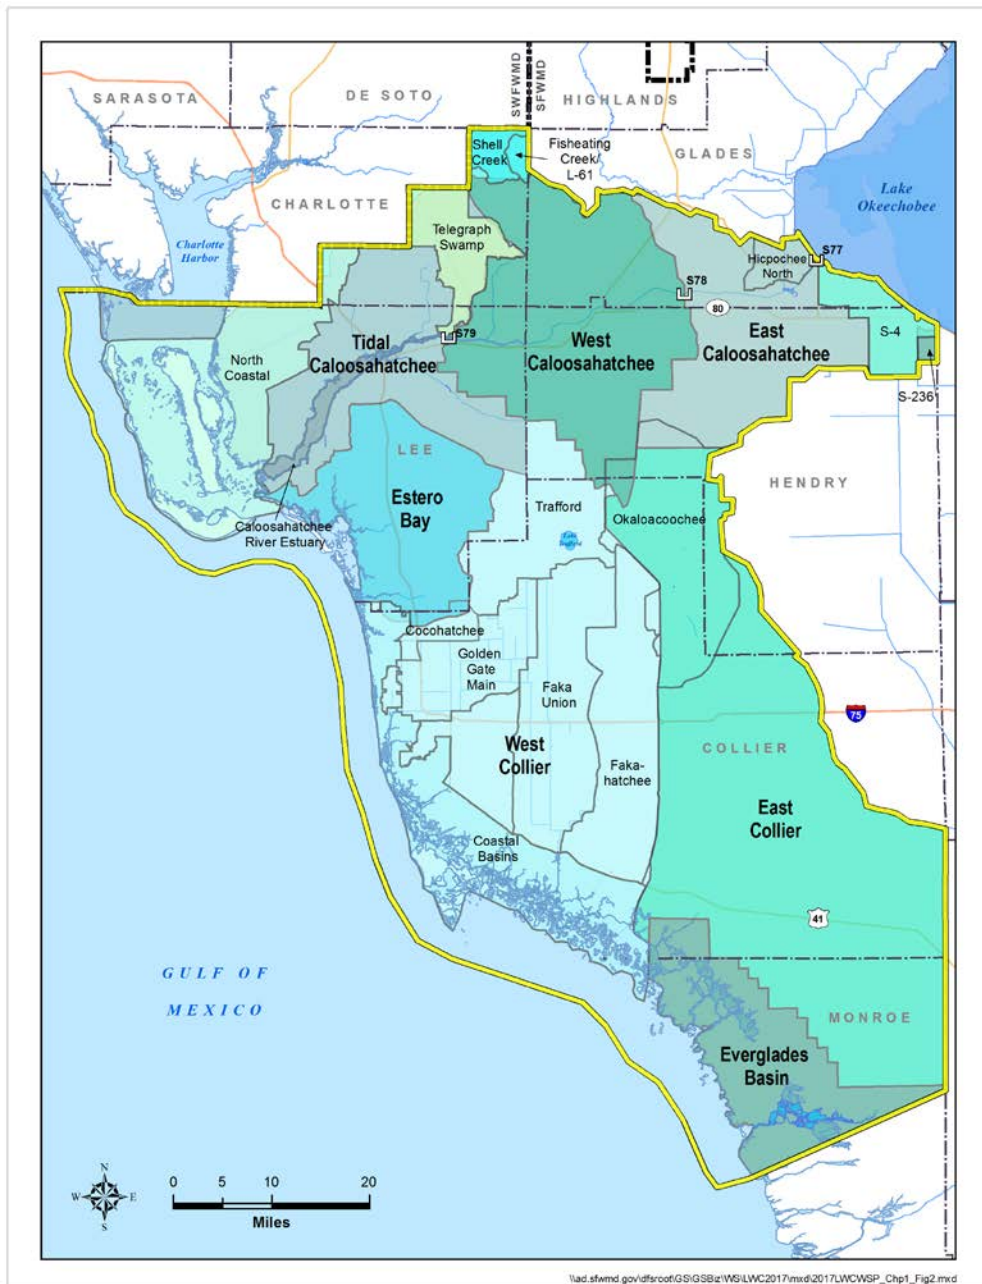 SWFWMD
SFWMD
SARASOTA
DE SOTO
HIGHLANDS
Shell
Creek
Fisheating
Creek/
L-61
GLADES
Lake
Okeechobee
CHARLOTTE
Telegraph
Swamp
Charlotte
Harbor
S77
Hicpochee
North
S78
80
S79
S-4
Tidal
Caloosahatchee
West
Caloosahatchee
East
Caloosahatchee
North
Coastal
S-236
LEE
HENDRY
Estero
Bay
Trafford
Okaloacoochee
Caloosahatchee
River Estuary
Lake
Trafford
Cocohatchee
Golden
Gate
Main
Faka
Union
75
West
Collier
COLLIER
Faka-
hatchee
East
Collier
Coastal
Basins
41
GULF OF
MEXICO
MONROE
Everglades
Basin
N
W
E
S
0
5
10
20
Miles
\\ad.sfwmd.gov\dfsroot\GS\GSBiz\WS\LWC2017\mxd\2017LWCWSP_Chp1_Fig2.mxd